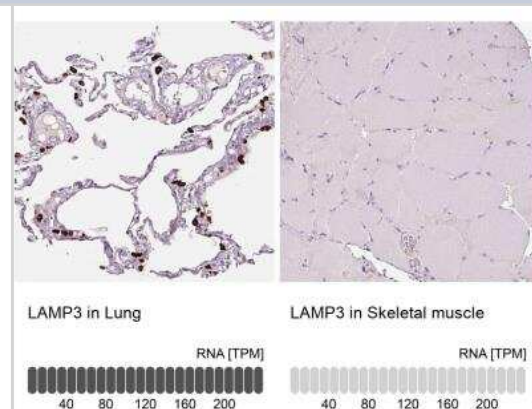 LAMP3 in Lung
LAMP3 in Skeletal muscle
RNA [TPM]
RNA [TPM]
40 80 120 160 200
40 80 120 160 200